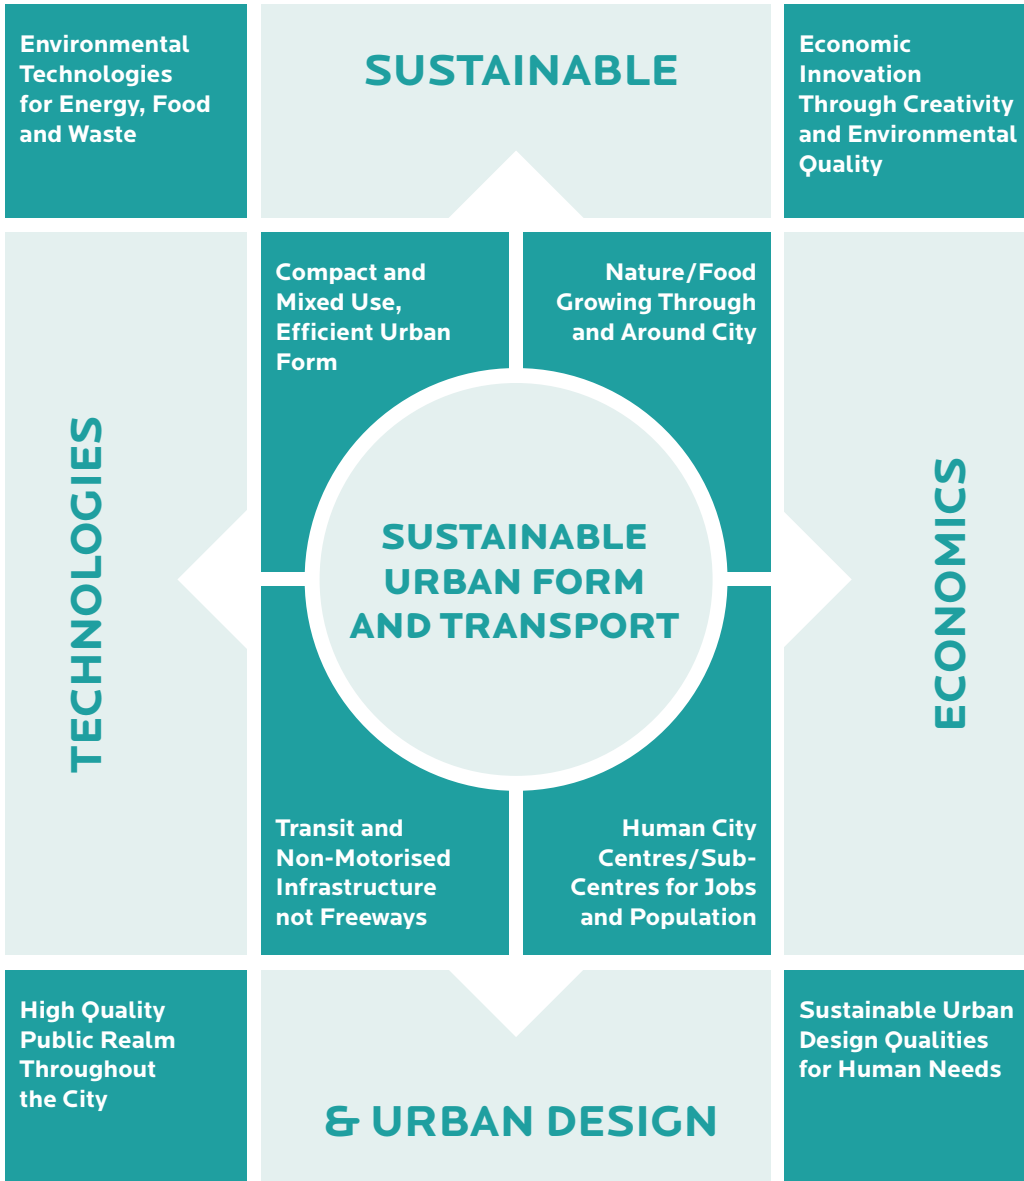 Environmental
Technologies
for Energy, Food
and Waste
SUSTAINABLE
Economic
Innovation
Through Creativity
and Environmental
Quality
Compact and
Mixed Use,
Efficient Urban
Form
Nature/Food
Growing Through
and Around City
TECHNOLOGIES
SUSTAINABLE
URBAN FORM
AND TRANSPORT
ECONOMICS
Transit and
Non-Motorised
Infrastructure
not Freeways
Human City
Centres/Sub-
Centres for Jobs
and Population
High Quality
Public Realm
Throughout
the City
& URBAN DESIGN
Sustainable Urban
Design Qualities
for Human Needs